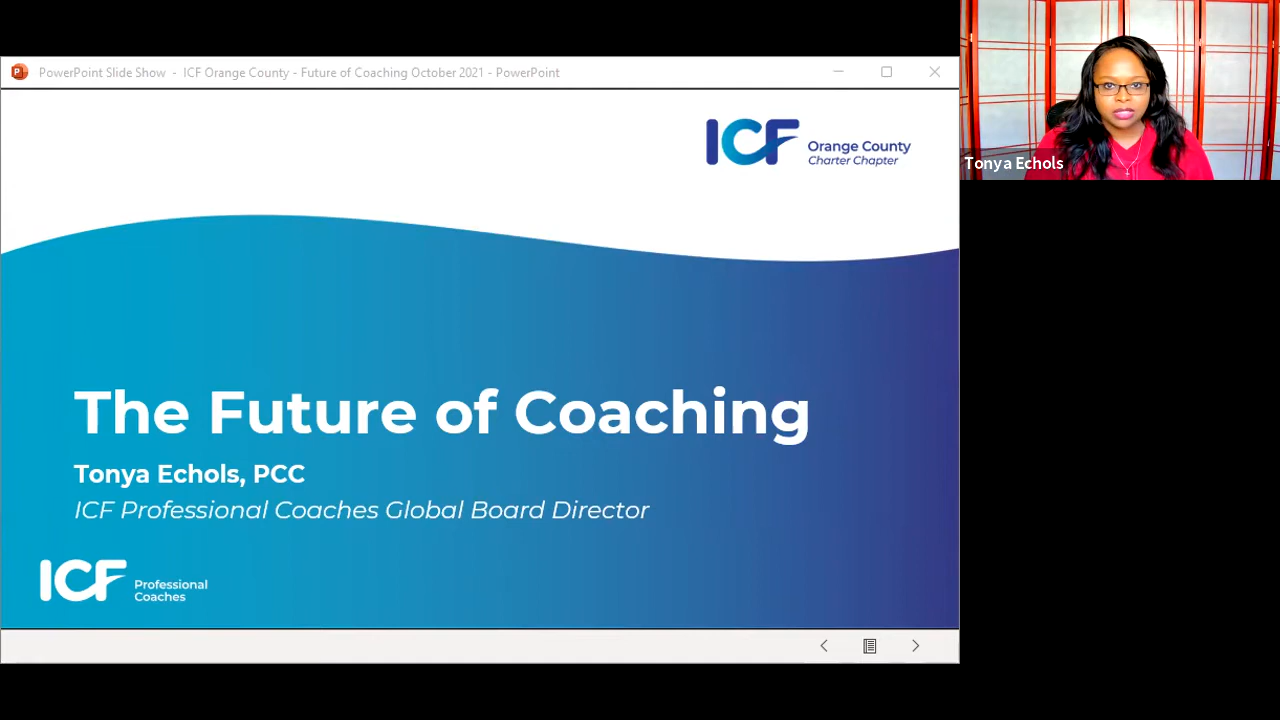 PowerPoint Slide Show - ICF Orange County - Future of Coaching October 2021 - PowerPoint
ICF Orange County
Charter Chapter
Tonya Echols
The Future of Coaching
Tonya Echols, PCC
ICF Professional Coaches Global Board Director
ICF Professional
Coaches